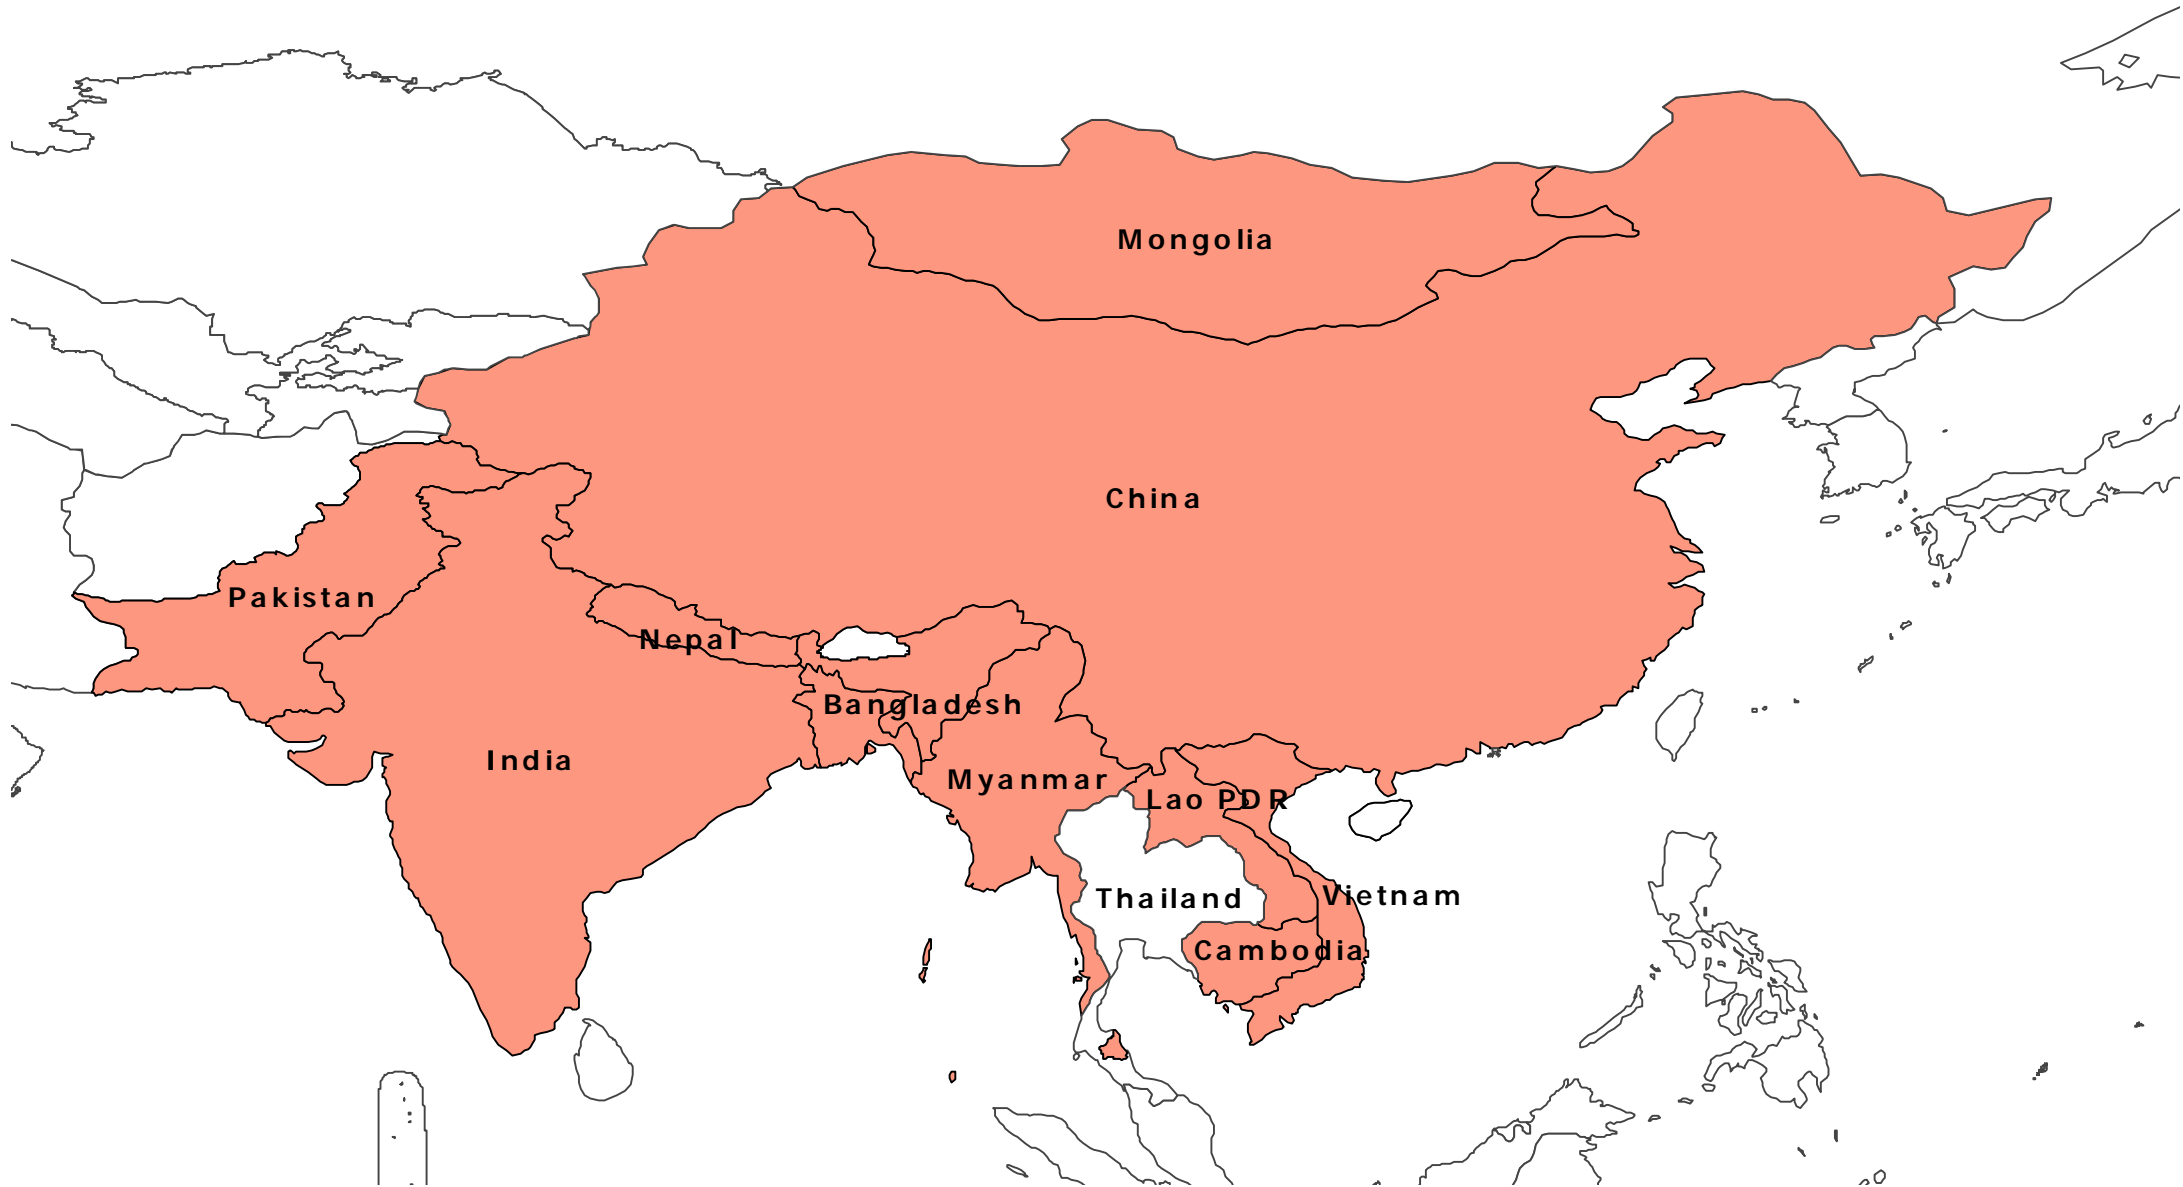 Mongolia
China
Pakistan
Nepal
Bangladesh
India
Myanmar
Lao PDR
Thailand
Vietnam
Cambodia